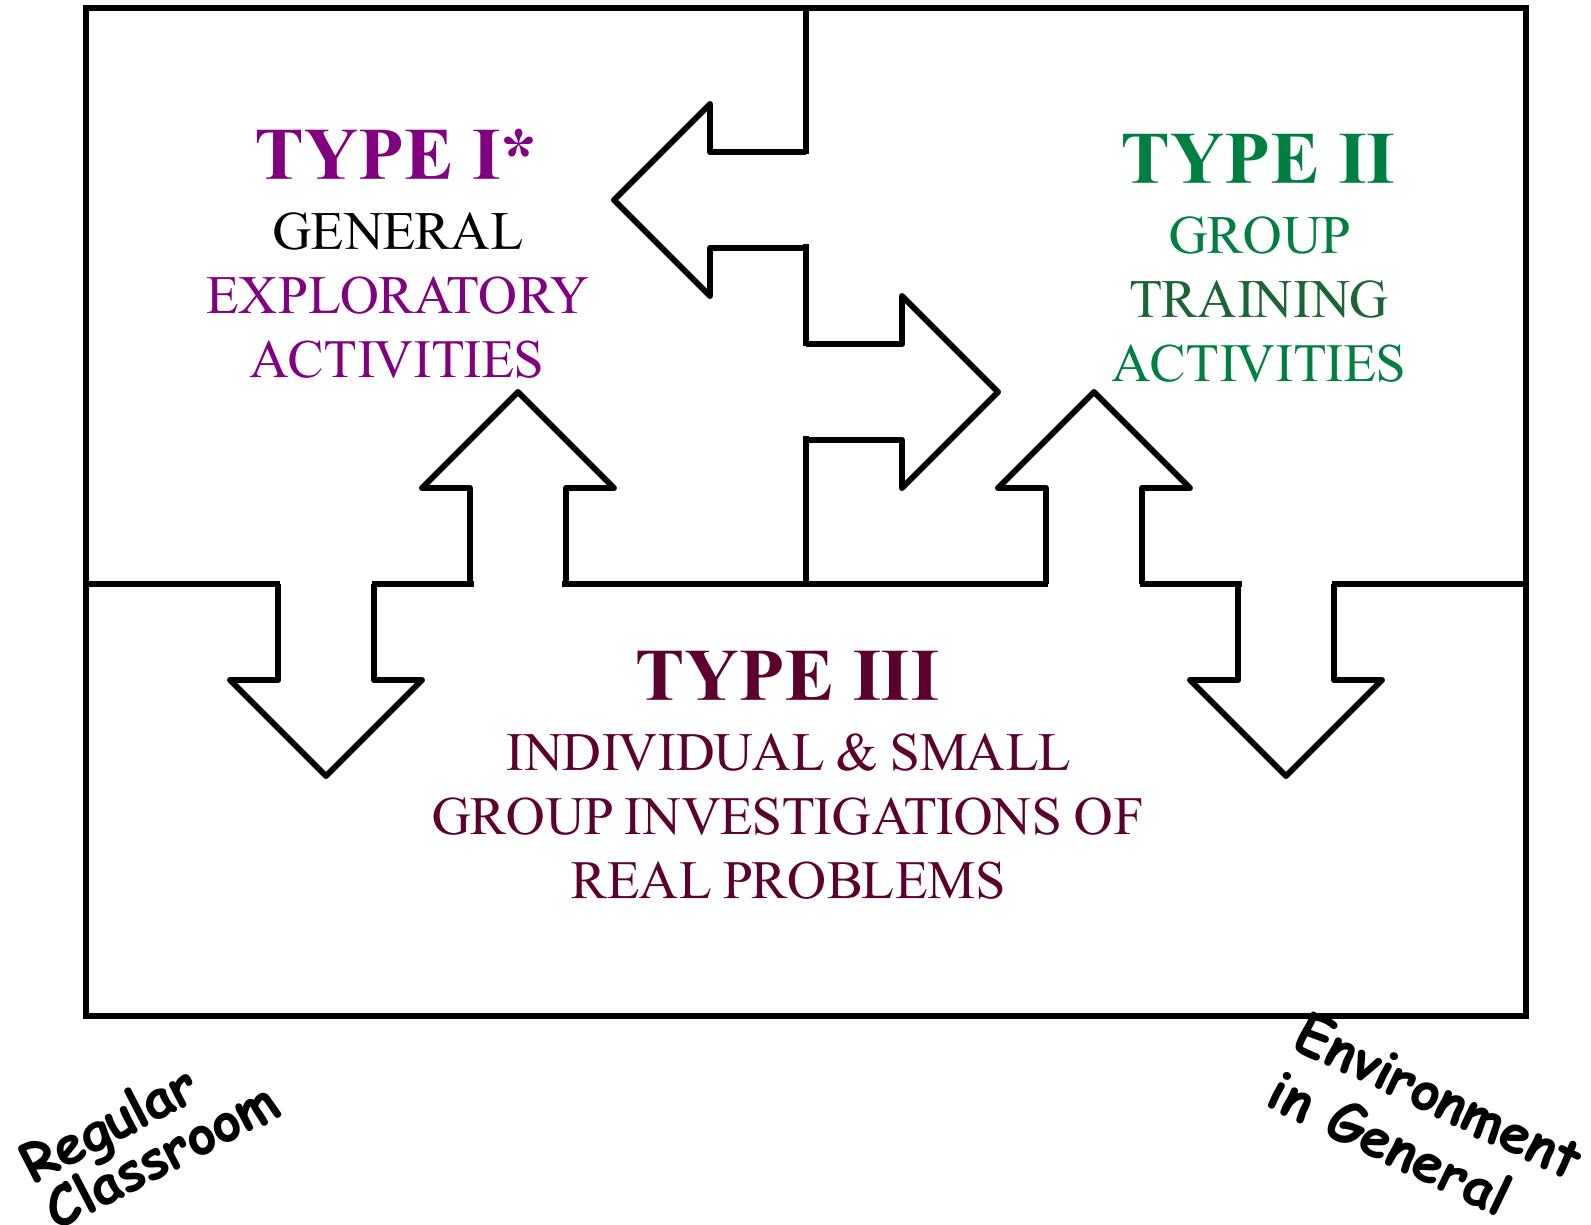 TYPE I*
GENERAL
EXPLORATORY
ACTIVITIES
TYPE II
GROUP
TRAINING
ACTIVITIES
TYPE III
INDIVIDUAL & SMALL
GROUP INVESTIGATIONS OF
REAL PROBLEMS
Regular
Classroom
Environment
in General